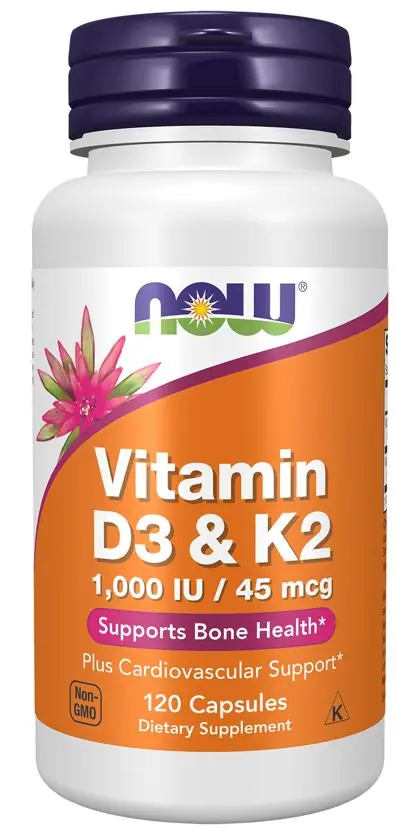 NOW®
Vitamin
D3 & K2
1,000 IU / 45 mcg
Supports Bone Health*
Plus Cardiovascular Support*
Non-
GMO
120 Capsules
Dietary Supplement
K